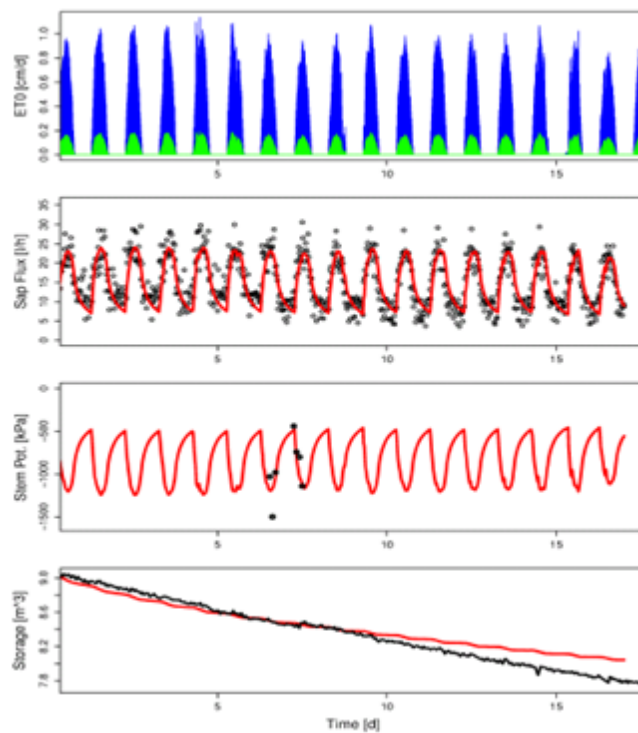 ET0 [cm/d]
0.0 0.2 0.4 0.6 0.8 1.0
5 10 15
Sap Flux [l/h]
0 5 10 15 20 25 30 35
5 10 15
Stem Pot. [kPa]
-1500 -1000 -500 0
5 10 15
Storage [m^3]
7.8 8.2 8.6 9.0
5 10 15
Time [d]